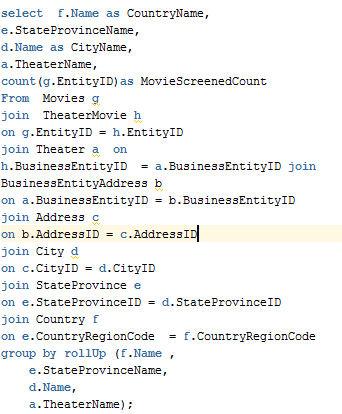 select  f.Name as CountryName,
e.StateProvinceName,
d.Name as CityName,
a.TheaterName,
count(g.EntityID)as MovieScreenedCount
From  Movies g
join  TheaterMovie h
on g.EntityID = h.EntityID
join Theater a  on
h.BusinessEntityID  = a.BusinessEntityID join
BusinessEntityAddress b
on a.BusinessEntityID = b.BusinessEntityID
join Address c
on b.AddressID = c.AddressID
join City d
on c.CityID = d.CityID
join StateProvince e
on e.StateProvinceID = d.StateProvinceID
join Country f
on e.CountryRegionCode  = f.CountryRegionCode
group by rollUp (f.Name ,
    e.StateProvinceName,
    d.Name,
    a.TheaterName);